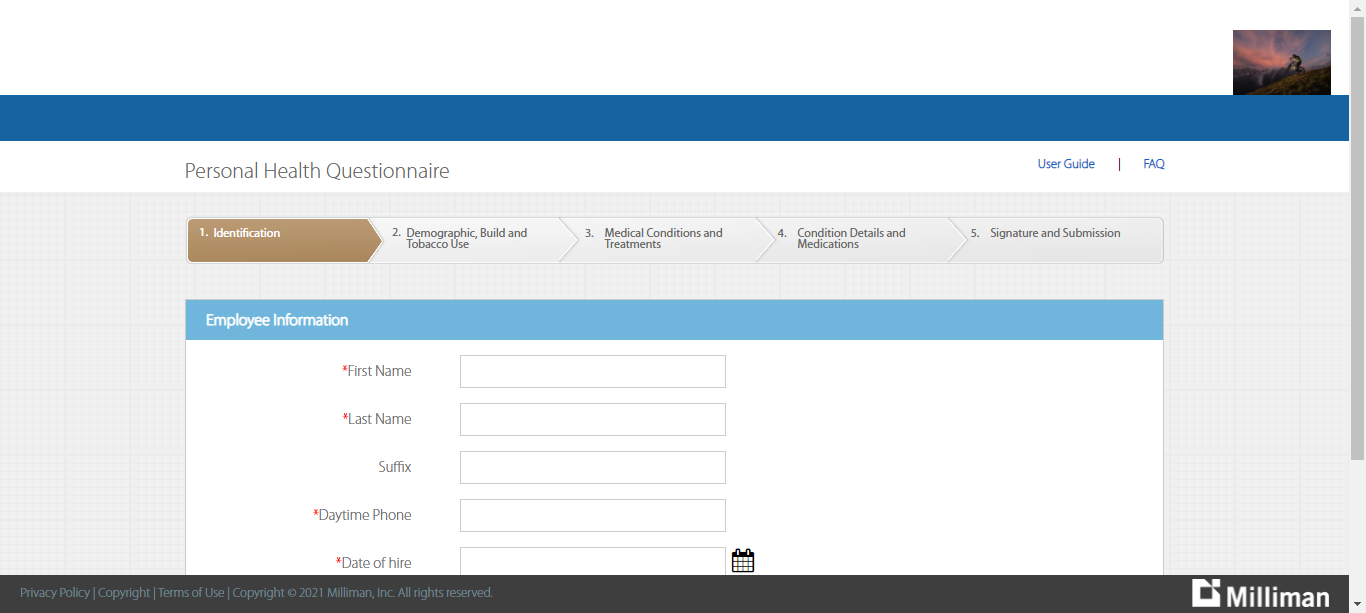 Personal Health Questionnaire
User Guide | FAQ
1. Identification
2. Demographic, Build and
Tobacco Use
3. Medical Conditions and
Treatments
4. Condition Details and
Medications
5. Signature and Submission
Employee Information
*First Name
*Last Name
Suffix
*Daytime Phone
*Date of hire
Privacy Policy | Copyright | Terms of Use | Copyright © 2021 Milliman, Inc. All rights reserved.
Milliman